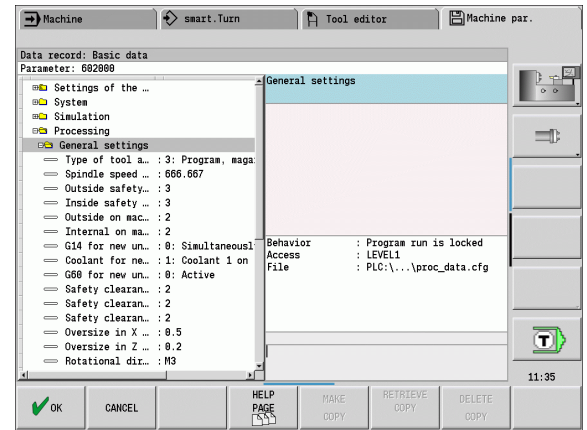 Machine
smart.Turn
Tool editor
Machine par.
Data record: Basic data
Parameter: 602000
Settings of the …
System
Simulation
Processing
General settings
Type of tool a… : 3: Program, maga
Spindle speed … : 666.667
Outside safety… : 3
Inside safety … : 3
Outside on mac… : 2
Internal on ma… : 2
G14 for new un… : 0: Simultaneousl
Coolant for ne… : 1: Coolant 1 on
G60 for new un… : 0: Active
Safety clearan… : 2
Safety clearan… : 2
Safety clearan… : 2
Oversize in X … : 0.5
Oversize in Z … : 0.2
Rotational dir… : M3
General settings
Behavior : Program run is locked
Access : LEVEL1
File : PLC:\...\proc_data.cfg
T
11:35
OK
CANCEL
HELP
PAGE
MAKE
COPY
RETRIEVE
COPY
DELETE
COPY